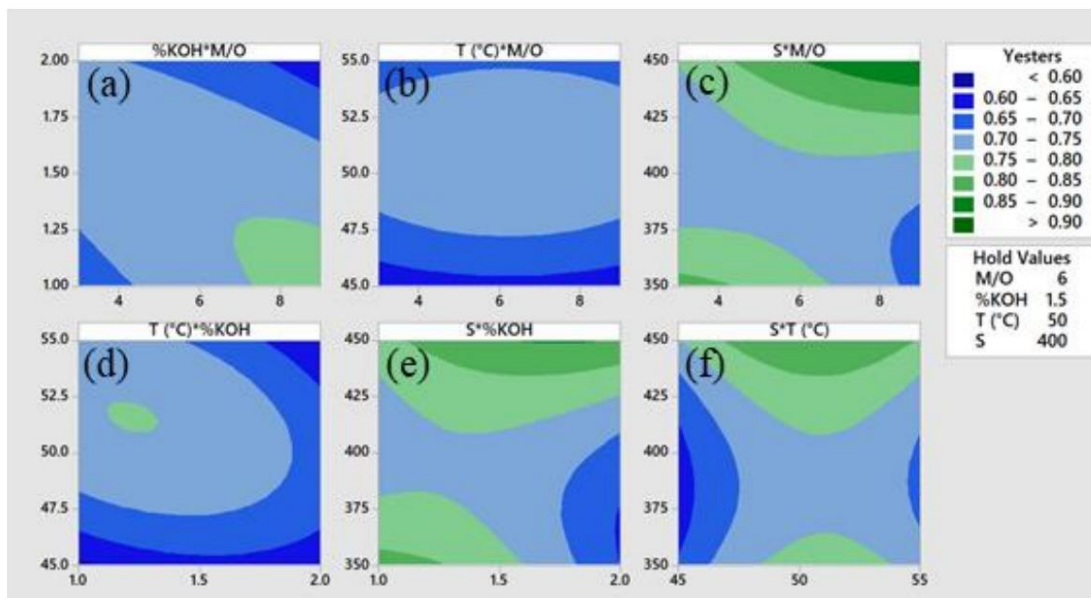 %KOH*M/O
(a)
2.00
1.75
1.50
1.25
1.00
4 6 8
T (°C)*M/O
(b)
55.0
52.5
50.0
47.5
45.0
4 6 8
S*M/O
(c)
450
425
400
375
350
4 6 8
T (°C)*%KOH
(d)
55.0
52.5
50.0
47.5
45.0
1.0 1.5 2.0
S*%KOH
(e)
450
425
400
375
350
1.0 1.5 2.0
S*T (°C)
(f)
450
425
400
375
350
45 50 55
Yesters
< 0.60
0.60 – 0.65
0.65 – 0.70
0.70 – 0.75
0.75 – 0.80
0.80 – 0.85
0.85 – 0.90
> 0.90
Hold Values
M/O 6
%KOH 1.5
T (°C) 50
S 400